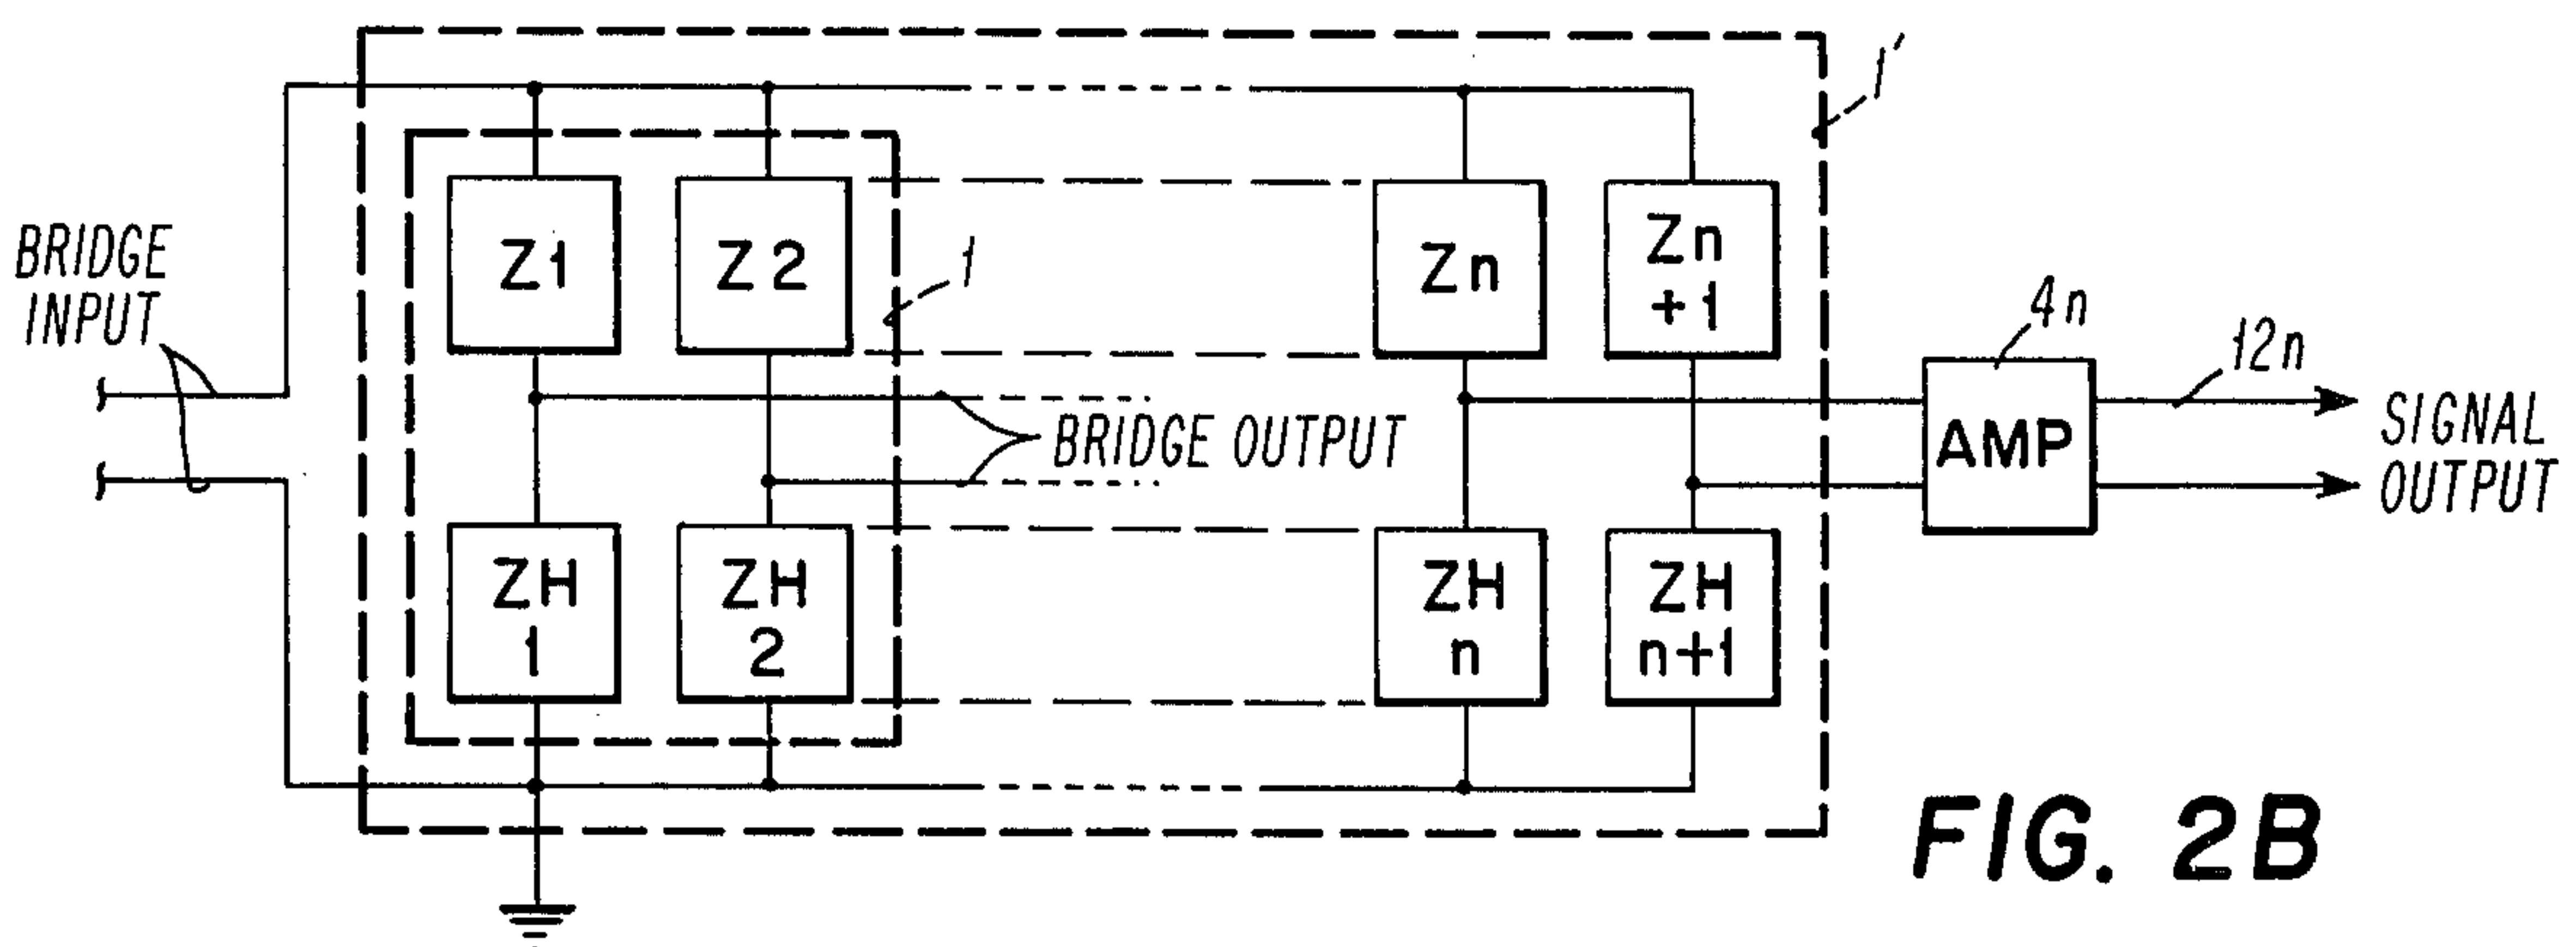 1'
BRIDGE
INPUT
Z1
Z2
1
Zn
Zn
+1
4n
12n
BRIDGE OUTPUT
AMP
SIGNAL
OUTPUT
ZH
1
ZH
2
ZH
n
ZH
n+1
FIG. 2B